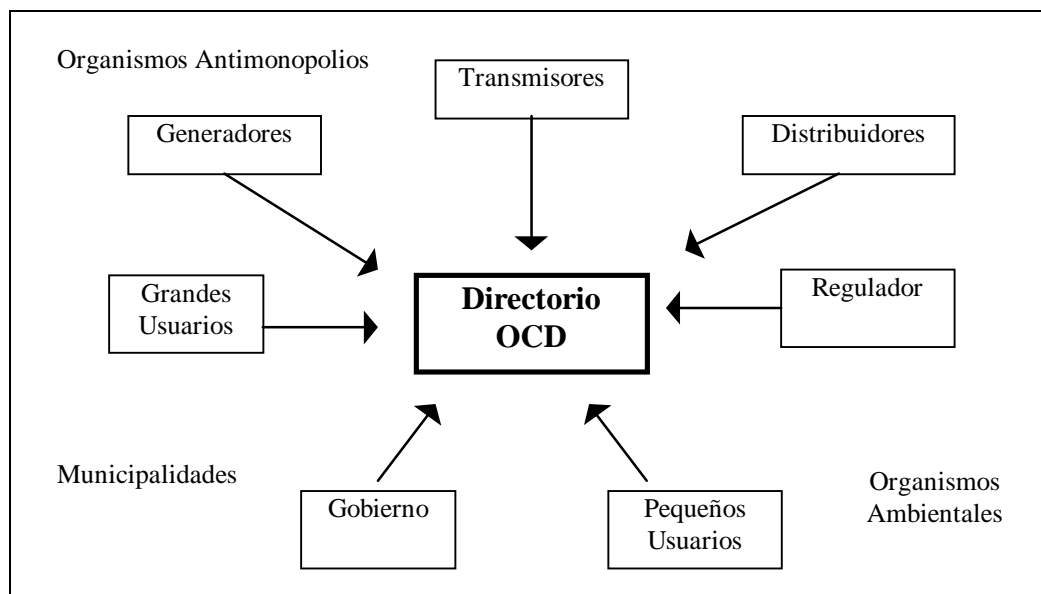 Organismos Antimonopolios
Transmisores
Generadores
Distribuidores
Grandes
Usuarios
Directorio
OCD
Regulador
Municipalidades
Gobierno
Pequeños
Usuarios
Organismos
Ambientales